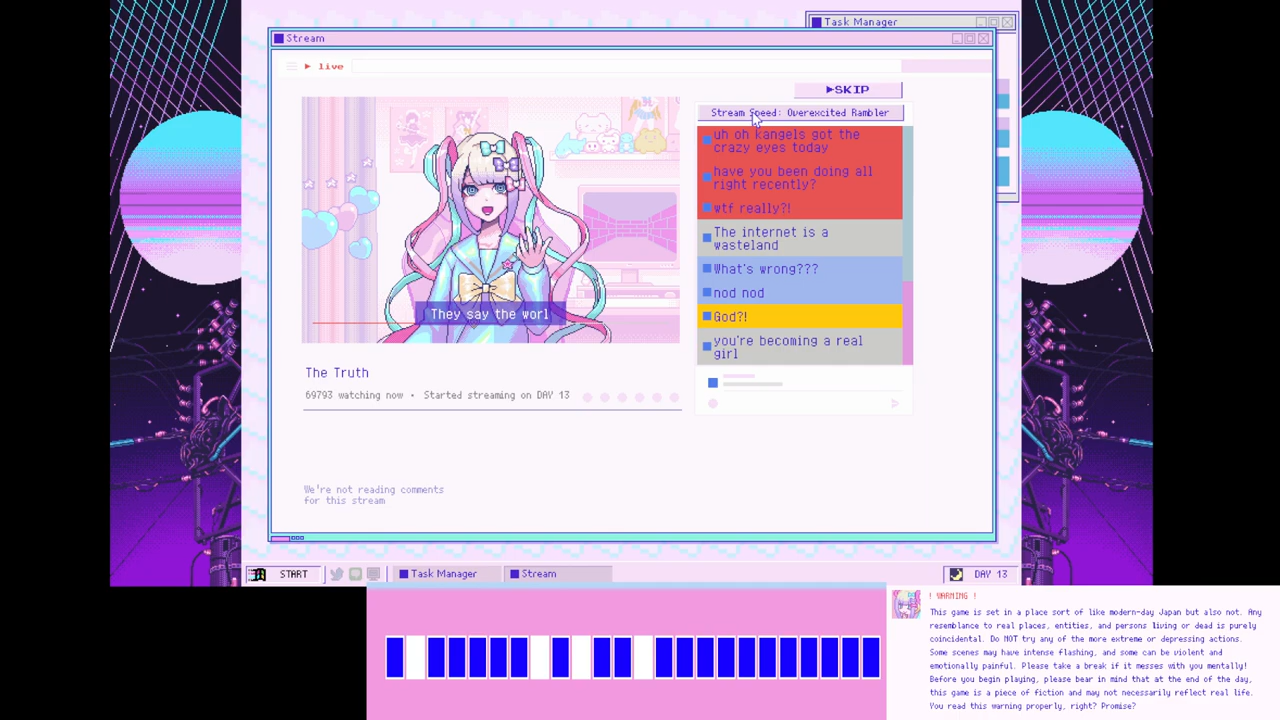 Task Manager
Stream
live
▶SKIP
Stream Speed: Overexcited Rambler
uh oh kangels got the
crazy eyes today
have you been doing all
right recently?
wtf really?!
The internet is a
wasteland
What's wrong???
nod nod
God?!
you're becoming a real
girl
They say the worl
The Truth
69793 watching now • Started streaming on DAY 13
We're not reading comments
for this stream
START
Task Manager
Stream
DAY 13
! WARNING !
This game is set in a place sort of like modern-day Japan but also not. Any
resemblance to real places, entities, and persons living or dead is purely
coincidental. Do NOT try any of the more extreme or depressing actions.
Some scenes may have intense flashing, and some can be violent and
emotionally painful. Please take a break if it messes with you mentally!
Before you begin playing, please bear in mind that at the end of the day,
this game is a piece of fiction and may not necessarily reflect real life.
You read this warning properly, right? Promise?